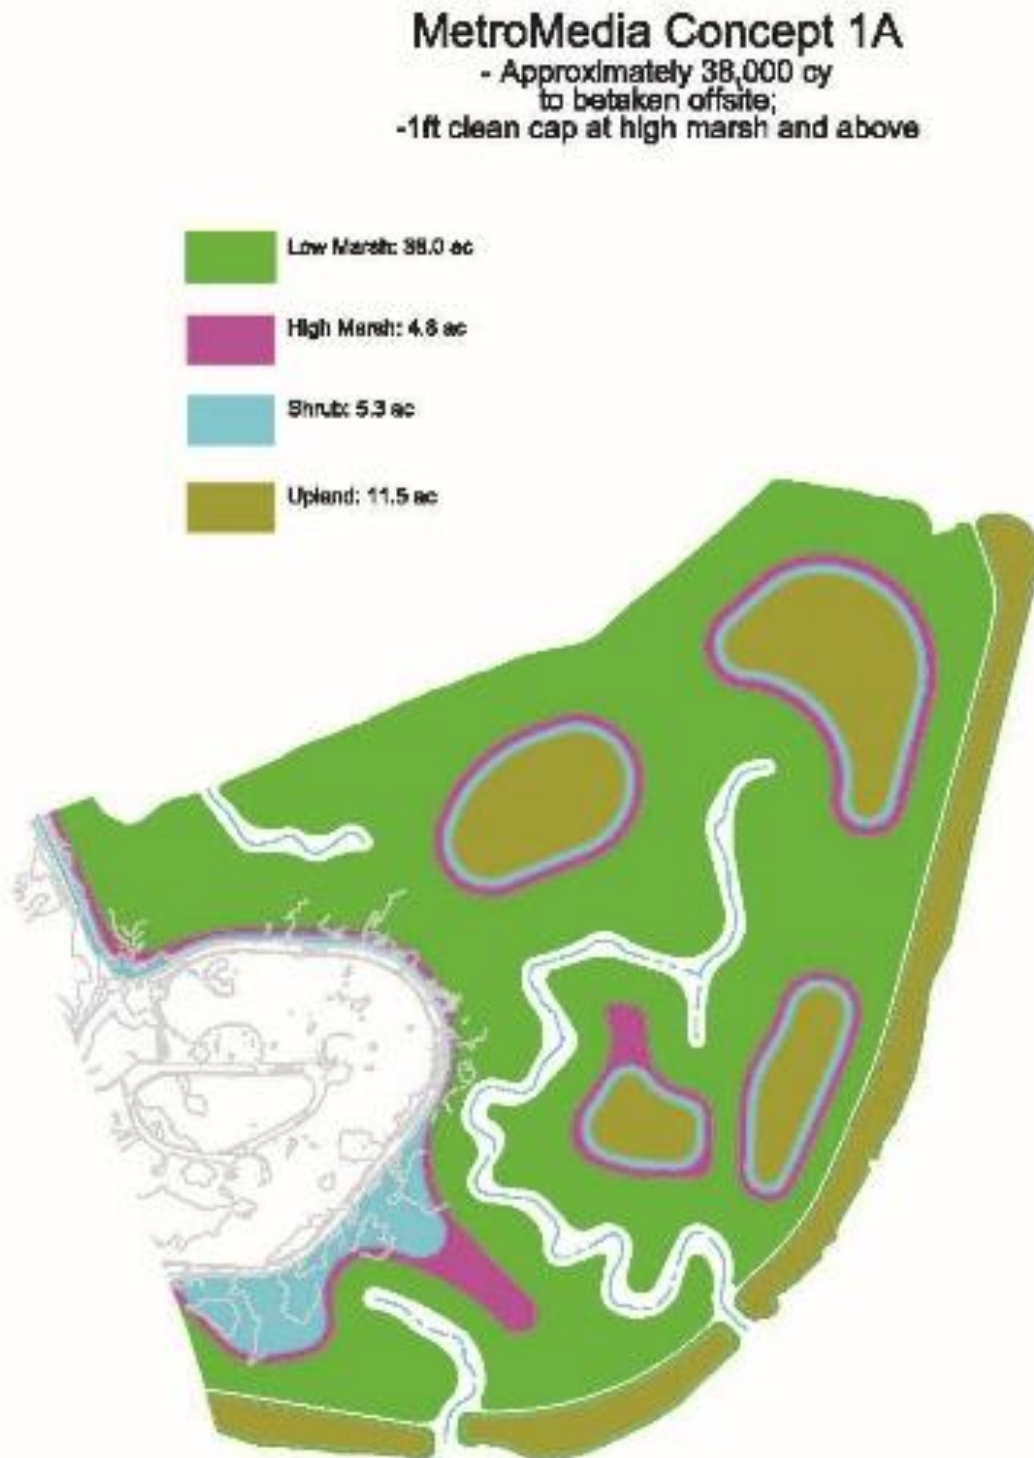 MetroMedia Concept 1A
- Approximately 38,000 cy
to betaken offsite;
-1ft clean cap at high marsh and above
Low Marsh: 38.0 ac
High Marsh: 4.8 ac
Shrub: 5.3 ac
Upland: 11.5 ac